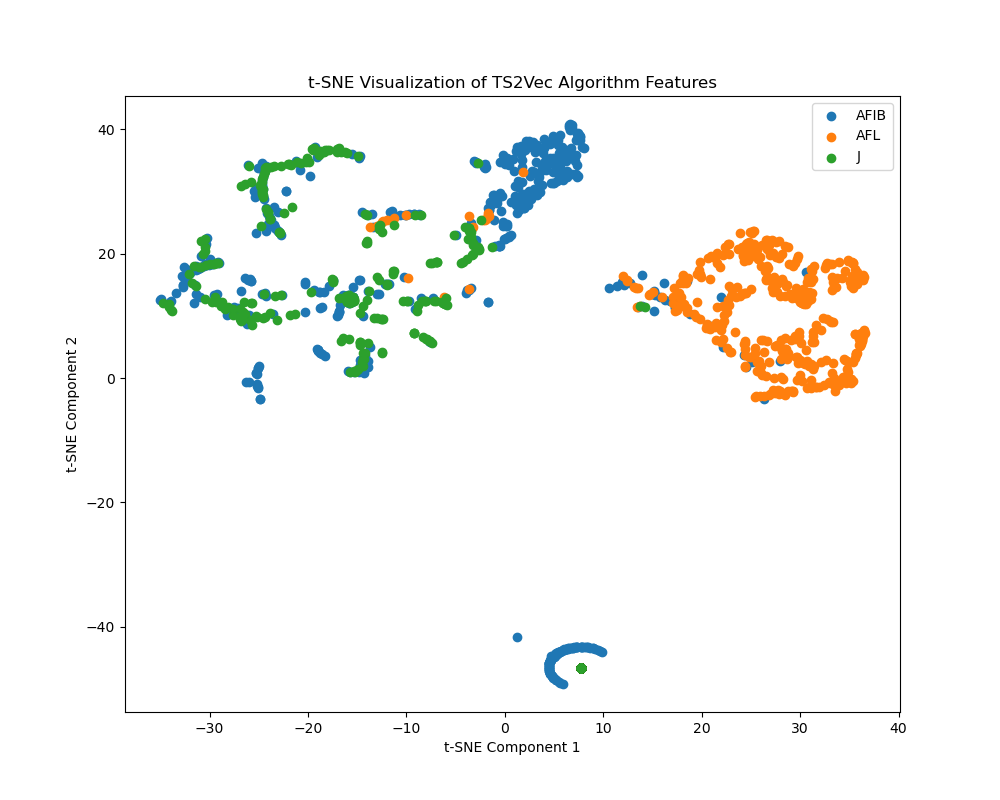 t-SNE Visualization of TS2Vec Algorithm Features
AFIB
AFL
J
40
20
0
−20
−40
t-SNE Component 2
−30
−20
−10
0
10
20
30
40
t-SNE Component 1